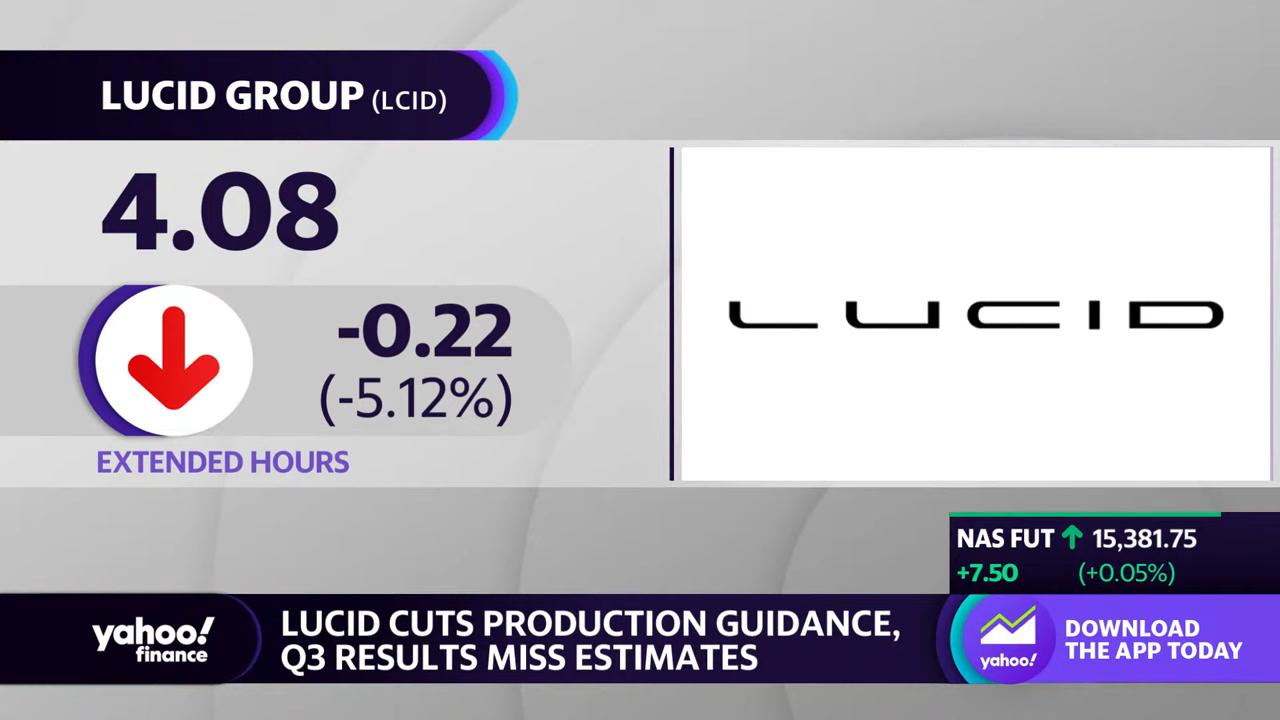 LUCID GROUP (LCID)
4.08
-0.22
(-5.12%)
EXTENDED HOURS
LUCID
NAS FUT 15,381.75
+7.50 (+0.05%)
yahoo!
finance
LUCID CUTS PRODUCTION GUIDANCE,
Q3 RESULTS MISS ESTIMATES
yahoo!
DOWNLOAD
THE APP TODAY